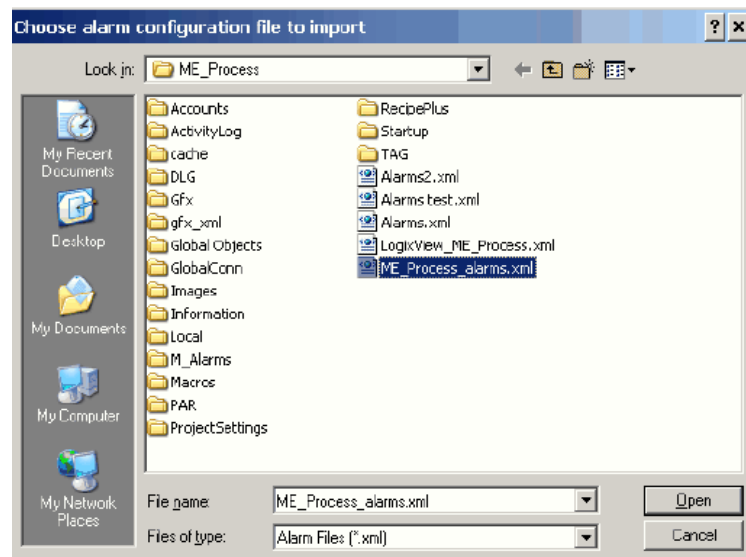 Choose alarm configuration file to import
Look in: ME_Process
My Recent
Documents
Desktop
My Documents
My Computer
My Network
Places
Accounts
ActivityLog
cache
DLG
Gfx
gfx_xml
Global Objects
GlobalConn
Images
Information
Local
M_Alarms
Macros
PAR
ProjectSettings
RecipePlus
Startup
TAG
Alarms2.xml
Alarms test.xml
Alarms.xml
LogixView_ME_Process.xml
ME_Process_alarms.xml
File name: ME_Process_alarms.xml Open
Files of type: Alarm Files (*.xml) Cancel